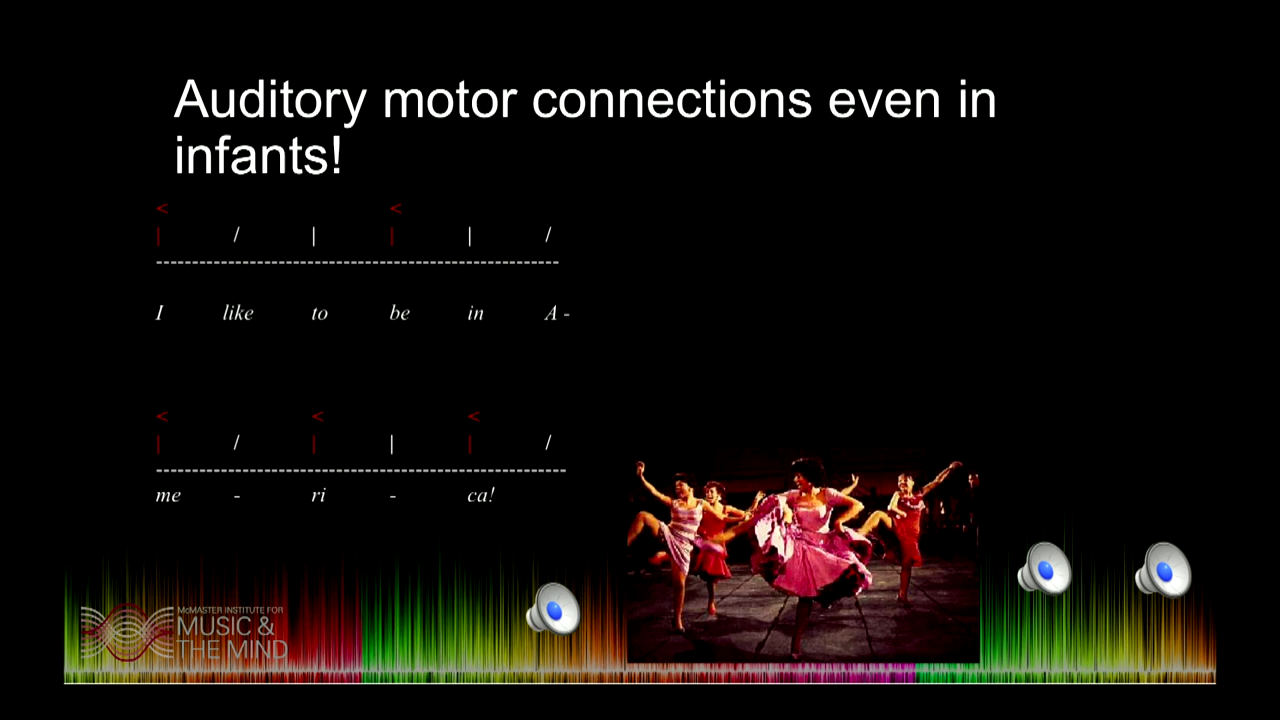 Auditory motor connections even in
infants!
< <
| / | | | /
--------------------------------------------------------
I like to be in A -
< < <
| / | | | /
---------------------------------------------------------
me - ri - ca!
McMASTER INSTITUTE FOR
MUSIC &
THE MIND